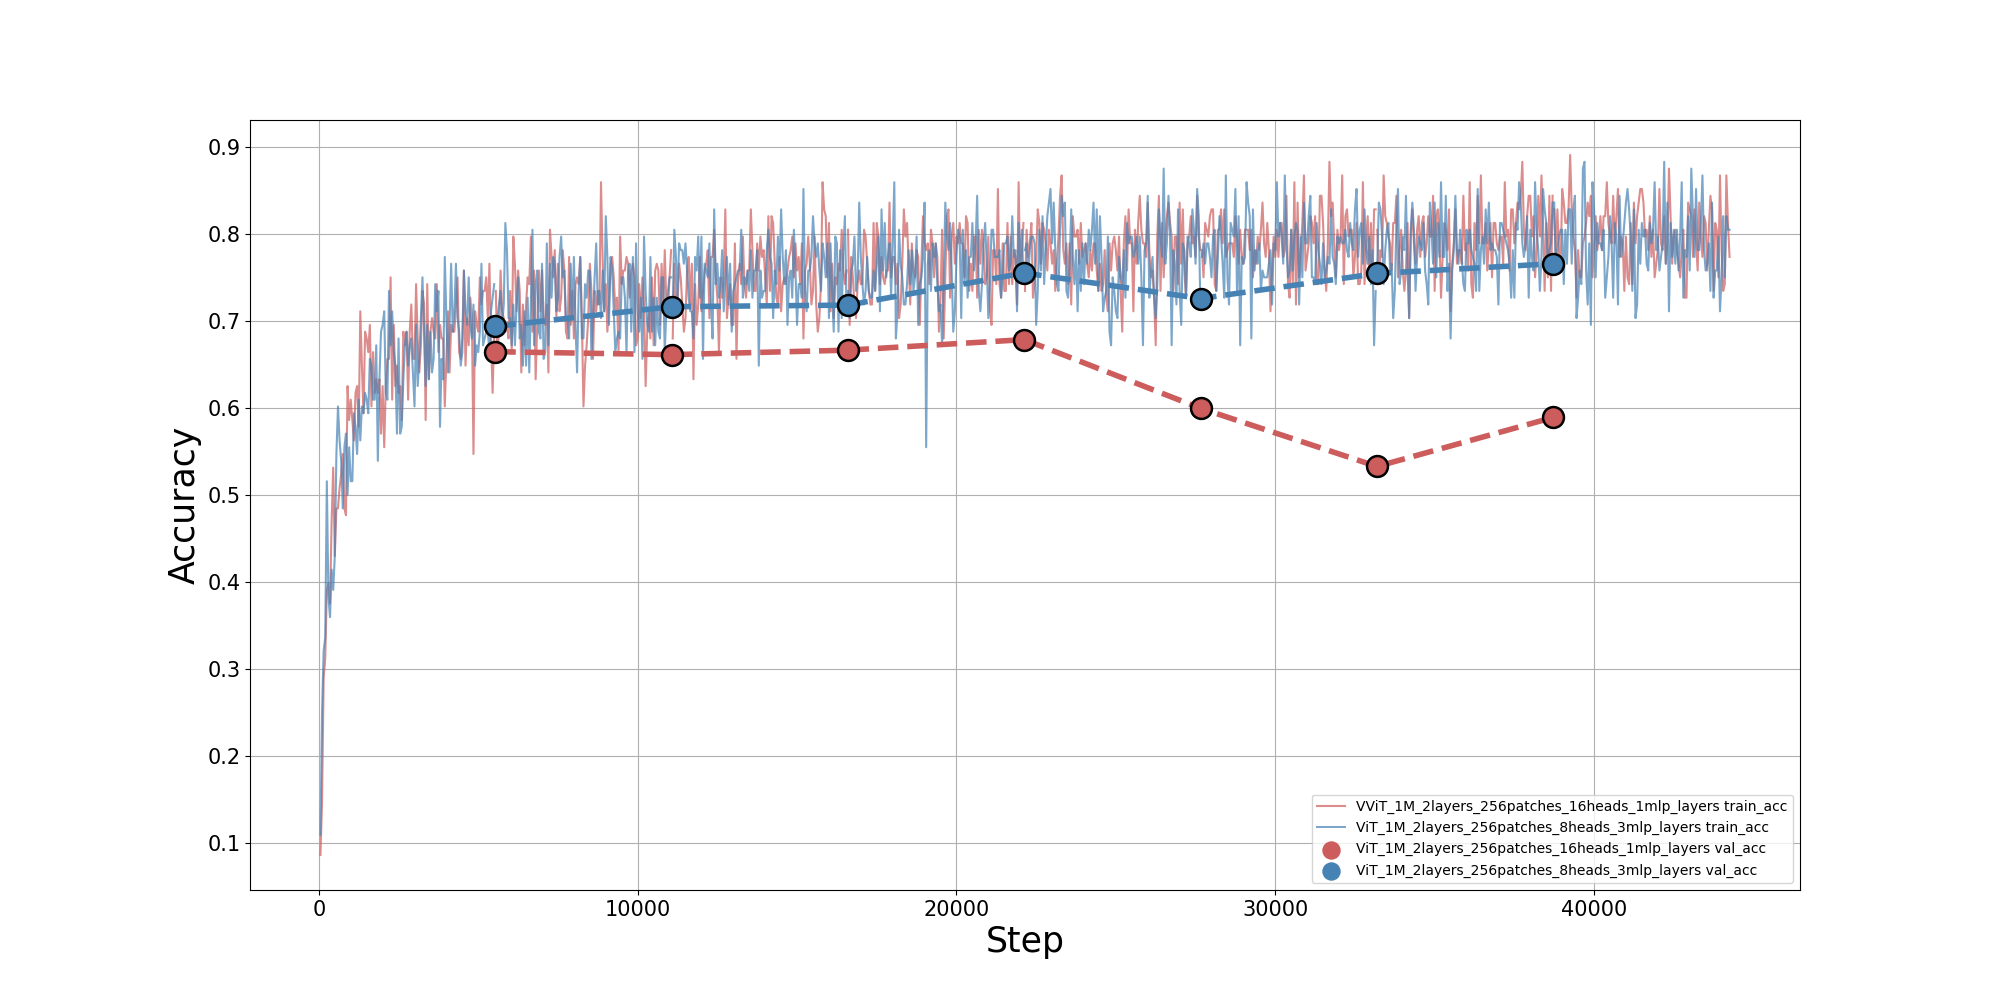 0.9
0.8
0.7
0.6
0.5
0.4
0.3
0.2
0.1
Accuracy
VViT_1M_2layers_256patches_16heads_1mlp_layers train_acc
ViT_1M_2layers_256patches_8heads_3mlp_layers train_acc
ViT_1M_2layers_256patches_16heads_1mlp_layers val_acc
ViT_1M_2layers_256patches_8heads_3mlp_layers val_acc
0 10000 20000 30000 40000
Step